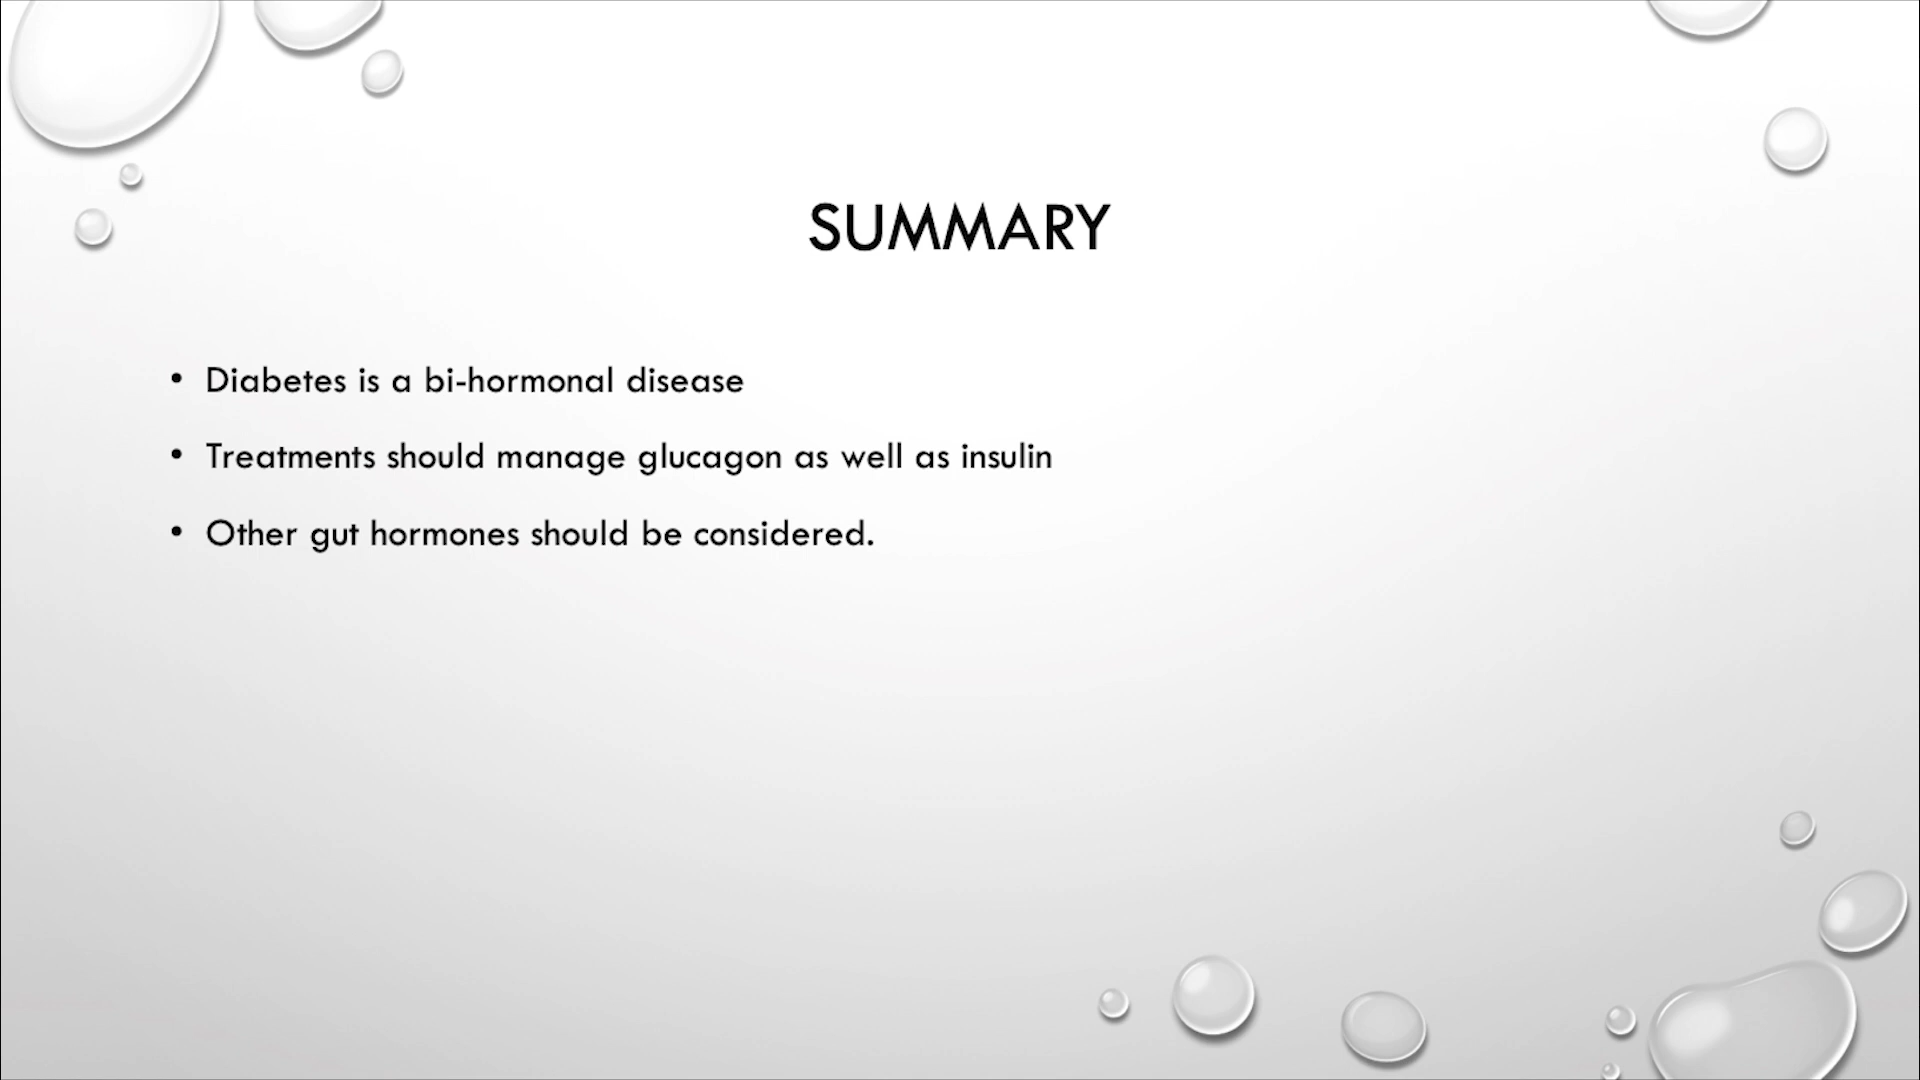 SUMMARY
• Diabetes is a bi-hormonal disease
• Treatments should manage glucagon as well as insulin
• Other gut hormones should be considered.